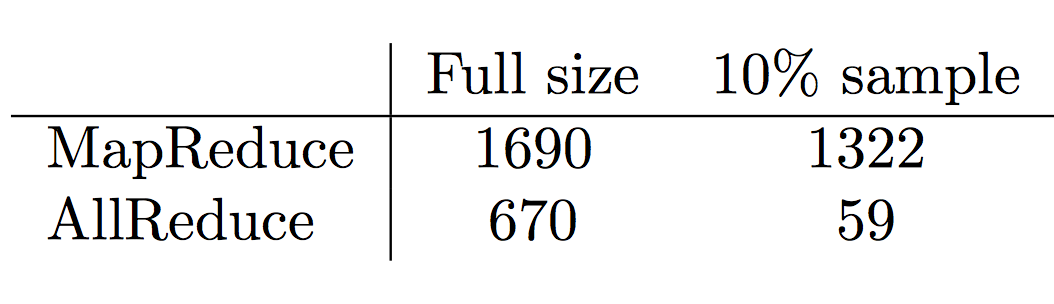 Full size 10% sample
MapReduce 1690 1322
AllReduce 670 59